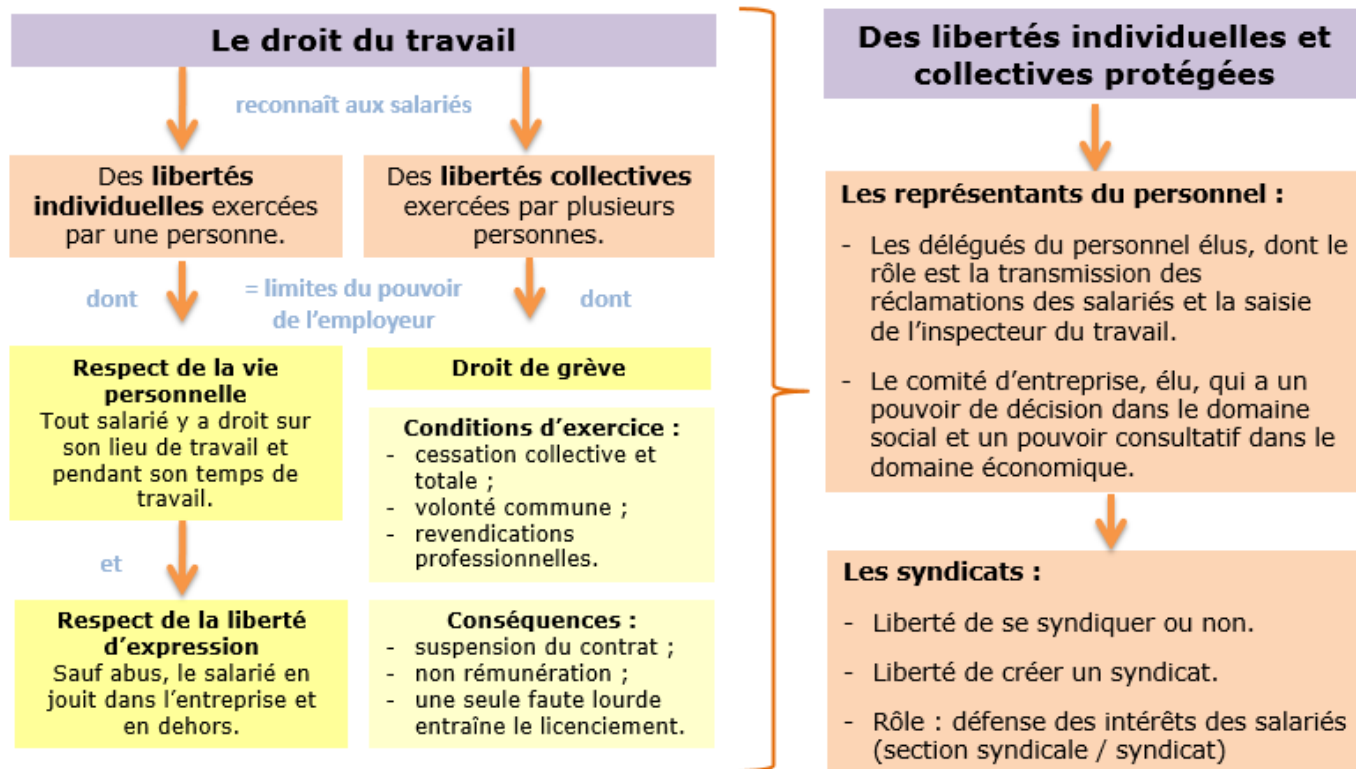 Le droit du travail
reconnaît aux salariés
Des libertés
individuelles exercées
par une personne.
Des libertés collectives
exercées par plusieurs
personnes.
dont
= limites du pouvoir
de l'employeur
dont
Respect de la vie
personnelle
Tout salarié y a droit sur
son lieu de travail et
pendant son temps de
travail.
et
Respect de la liberté
d'expression
Sauf abus, le salarié en
jouit dans l'entreprise et
en dehors.
Droit de grève
Conditions d'exercice :
- cessation collective et
totale ;
- volonté commune ;
- revendications
professionnelles.
Conséquences :
- suspension du contrat ;
- non rémunération ;
- une seule faute lourde
entraîne le licenciement.
Des libertés individuelles et
collectives protégées
Les représentants du personnel :
- Les délégués du personnel élus, dont le
rôle est la transmission des
réclamations des salariés et la saisie
de l'inspecteur du travail.
- Le comité d'entreprise, élu, qui a un
pouvoir de décision dans le domaine
social et un pouvoir consultatif dans le
domaine économique.
Les syndicats :
- Liberté de se syndiquer ou non.
- Liberté de créer un syndicat.
- Rôle : défense des intérêts des salariés
(section syndicale / syndicat)